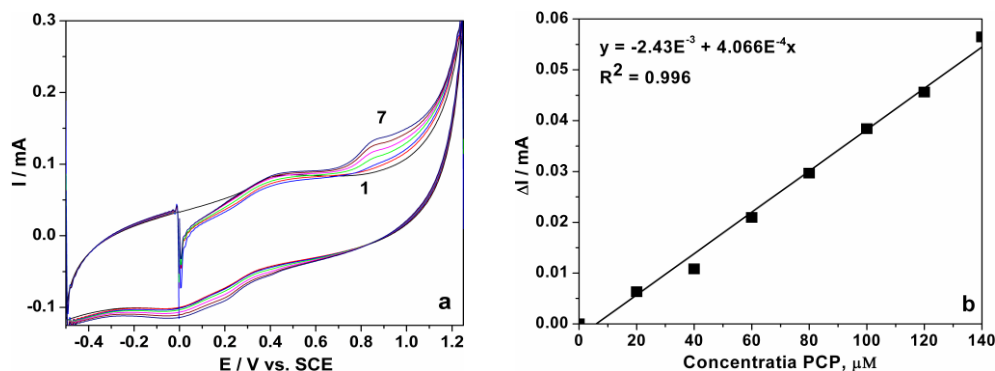 0.3
0.2
0.1
0.0
-0.1
I / mA
7
1
a
-0.4 -0.2 0.0 0.2 0.4 0.6 0.8 1.0 1.2
E / V vs. SCE
b
y = -2.43E⁻³ + 4.066E⁻⁴x
R² = 0.996
0.06
0.05
0.04
0.03
0.02
0.01
0.00
ΔI / mA
0 20 40 60 80 100 120 140
Concentratia PCP, μM